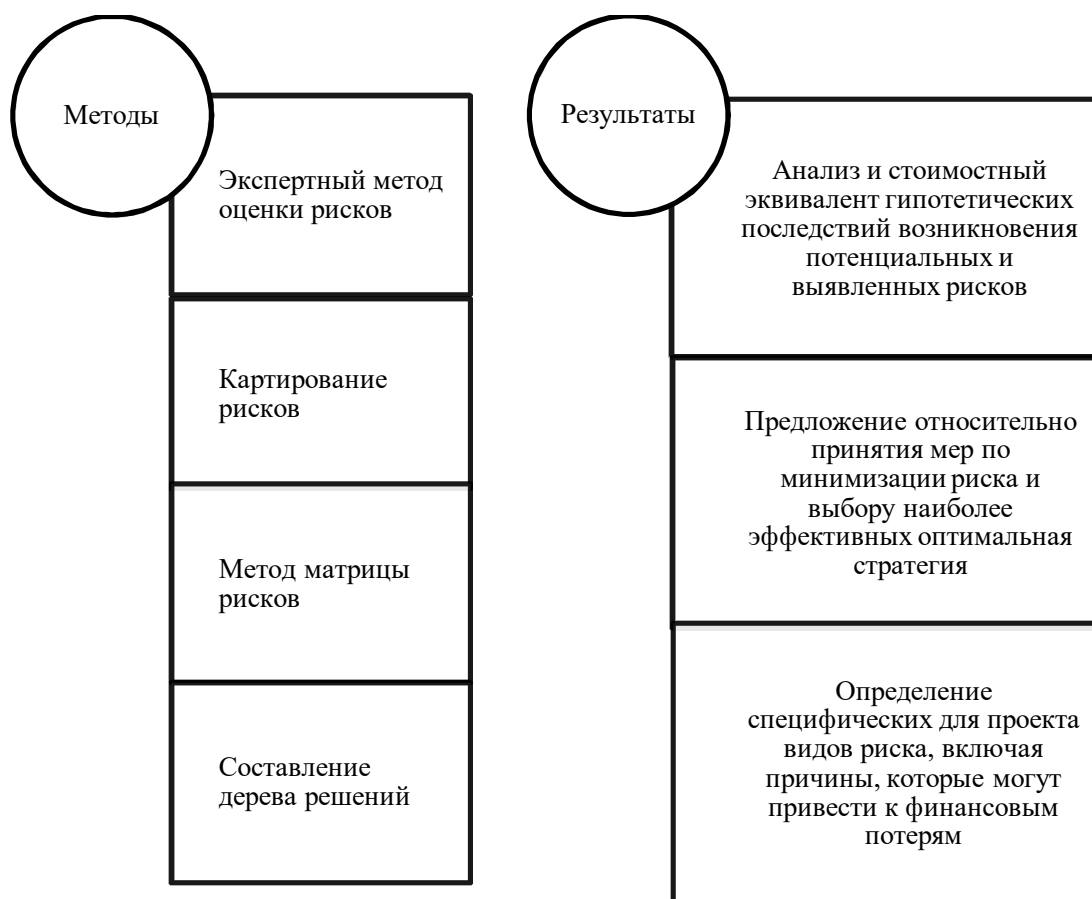 Методы
Экспертный метод
оценки рисков
Картирование
рисков
Метод матрицы
рисков
Составление
дерева решений
Результаты
Анализ и стоимостный
эквивалент гипотетических
последствий возникновения
потенциальных и
выявленных рисков
Предложение относительно
принятия мер по
минимизации риска и
выбору наиболее
эффективных оптимальная
стратегия
Определение
специфических для проекта
видов риска, включая
причины, которые могут
привести к финансовым
потерям